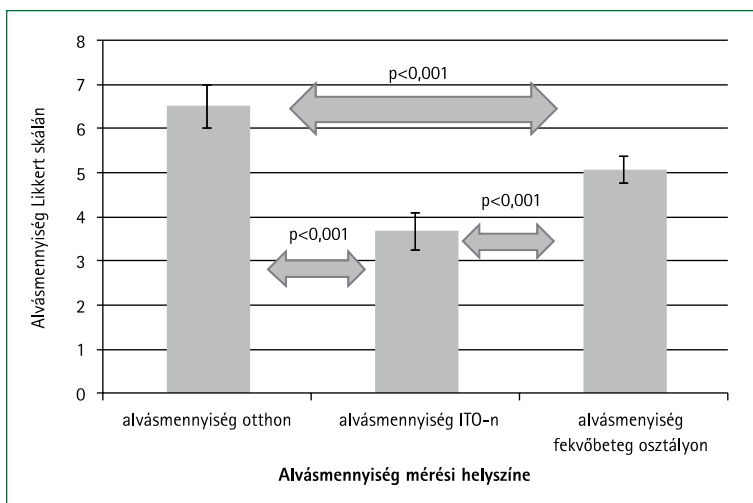 8
7
6
5
4
3
2
1
0
Alvásmennyiség Likkert skálán
p<0,001
p<0,001
p<0,001
alvásmennyiség otthon
alvásmennyiség ITO-n
alvásmenyiség
fekvőbeteg osztályon
Alvásmennyiség mérési helyszíne